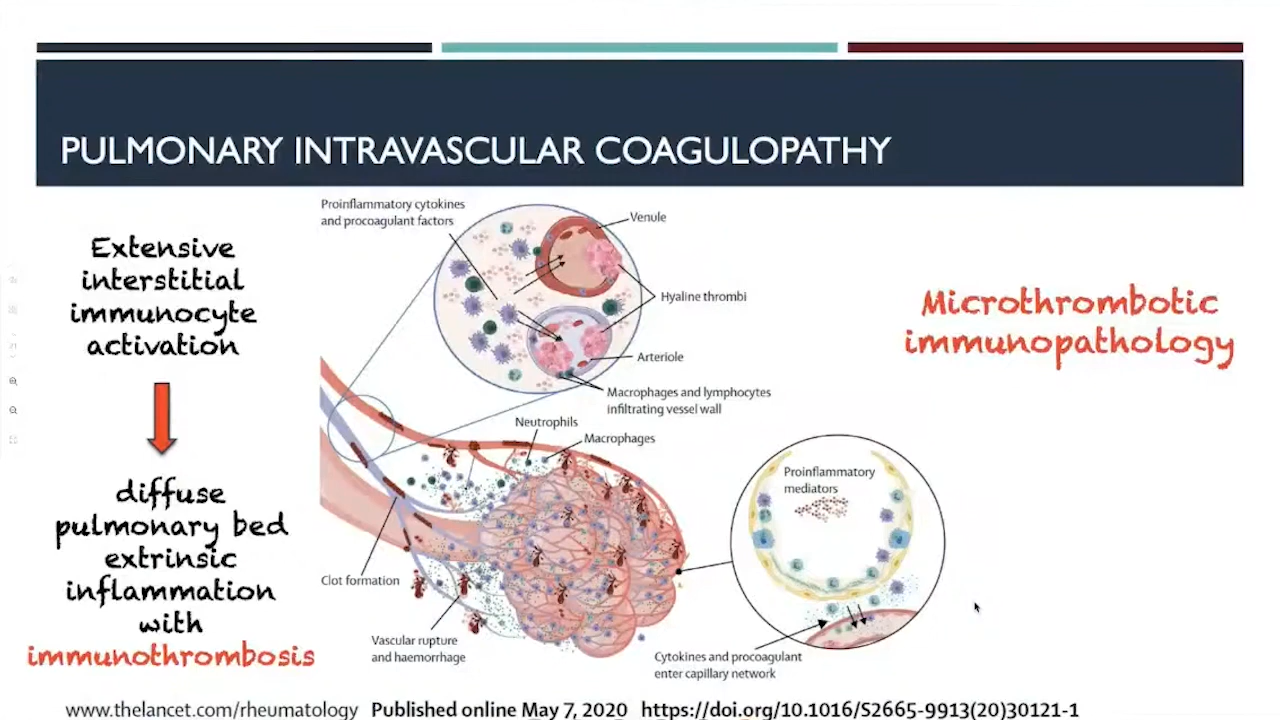 PULMONARY INTRAVASCULAR COAGULOPATHY
Extensive
interstitial
immunocyte
activation
diffuse
pulmonary bed
extrinsic
inflammation
with
immunothrombosis
Proinflammatory cytokines
and procoagulant factors
Venule
Hyaline thrombi
Arteriole
Macrophages and lymphocytes
infiltrating vessel wall
Neutrophils
Macrophages
Clot formation
Vascular rupture
and haemorrhage
Proinflammatory
mediators
Cytokines and procoagulant
enter capillary network
Microthrombotic
immunopathology
www.thelancet.com/rheumatology Published online May 7, 2020 https://doi.org/10.1016/S2665-9913(20)30121-1